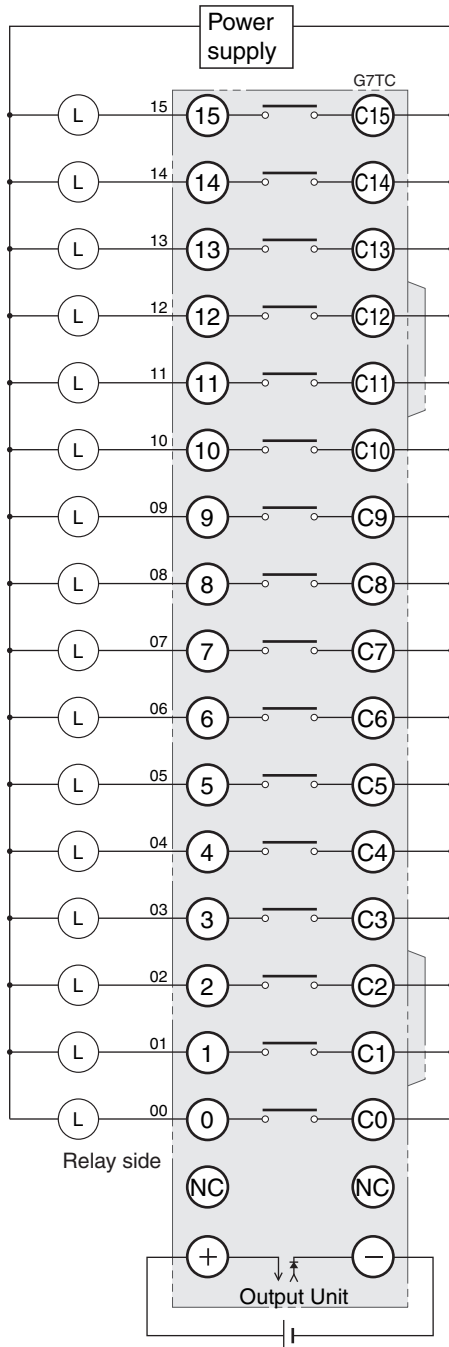 Power
supply
G7TC
L 15 15 C15
L 14 14 C14
L 13 13 C13
L 12 12 C12
L 11 11 C11
L 10 10 C10
L 09 9 C9
L 08 8 C8
L 07 7 C7
L 06 6 C6
L 05 5 C5
L 04 4 C4
L 03 3 C3
L 02 2 C2
L 01 1 C1
L 00 0 C0
Relay side
NC NC
+ −
Output Unit